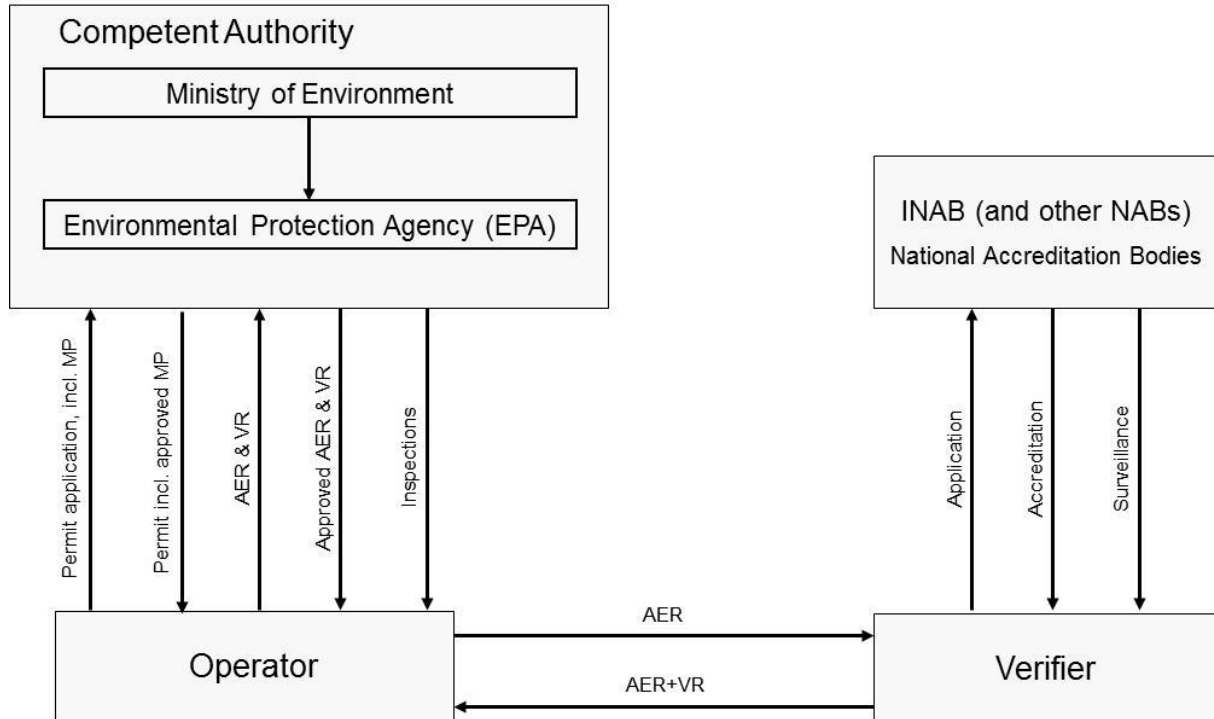 Competent Authority
Ministry of Environment
Environmental Protection Agency (EPA)
INAB (and other NABs)
National Accreditation Bodies
Permit application, incl. MP
Permit incl. approved MP
AER & VR
Approved AER & VR
Inspections
Application
Accreditation
Surveillance
Operator
AER
AER+VR
Verifier